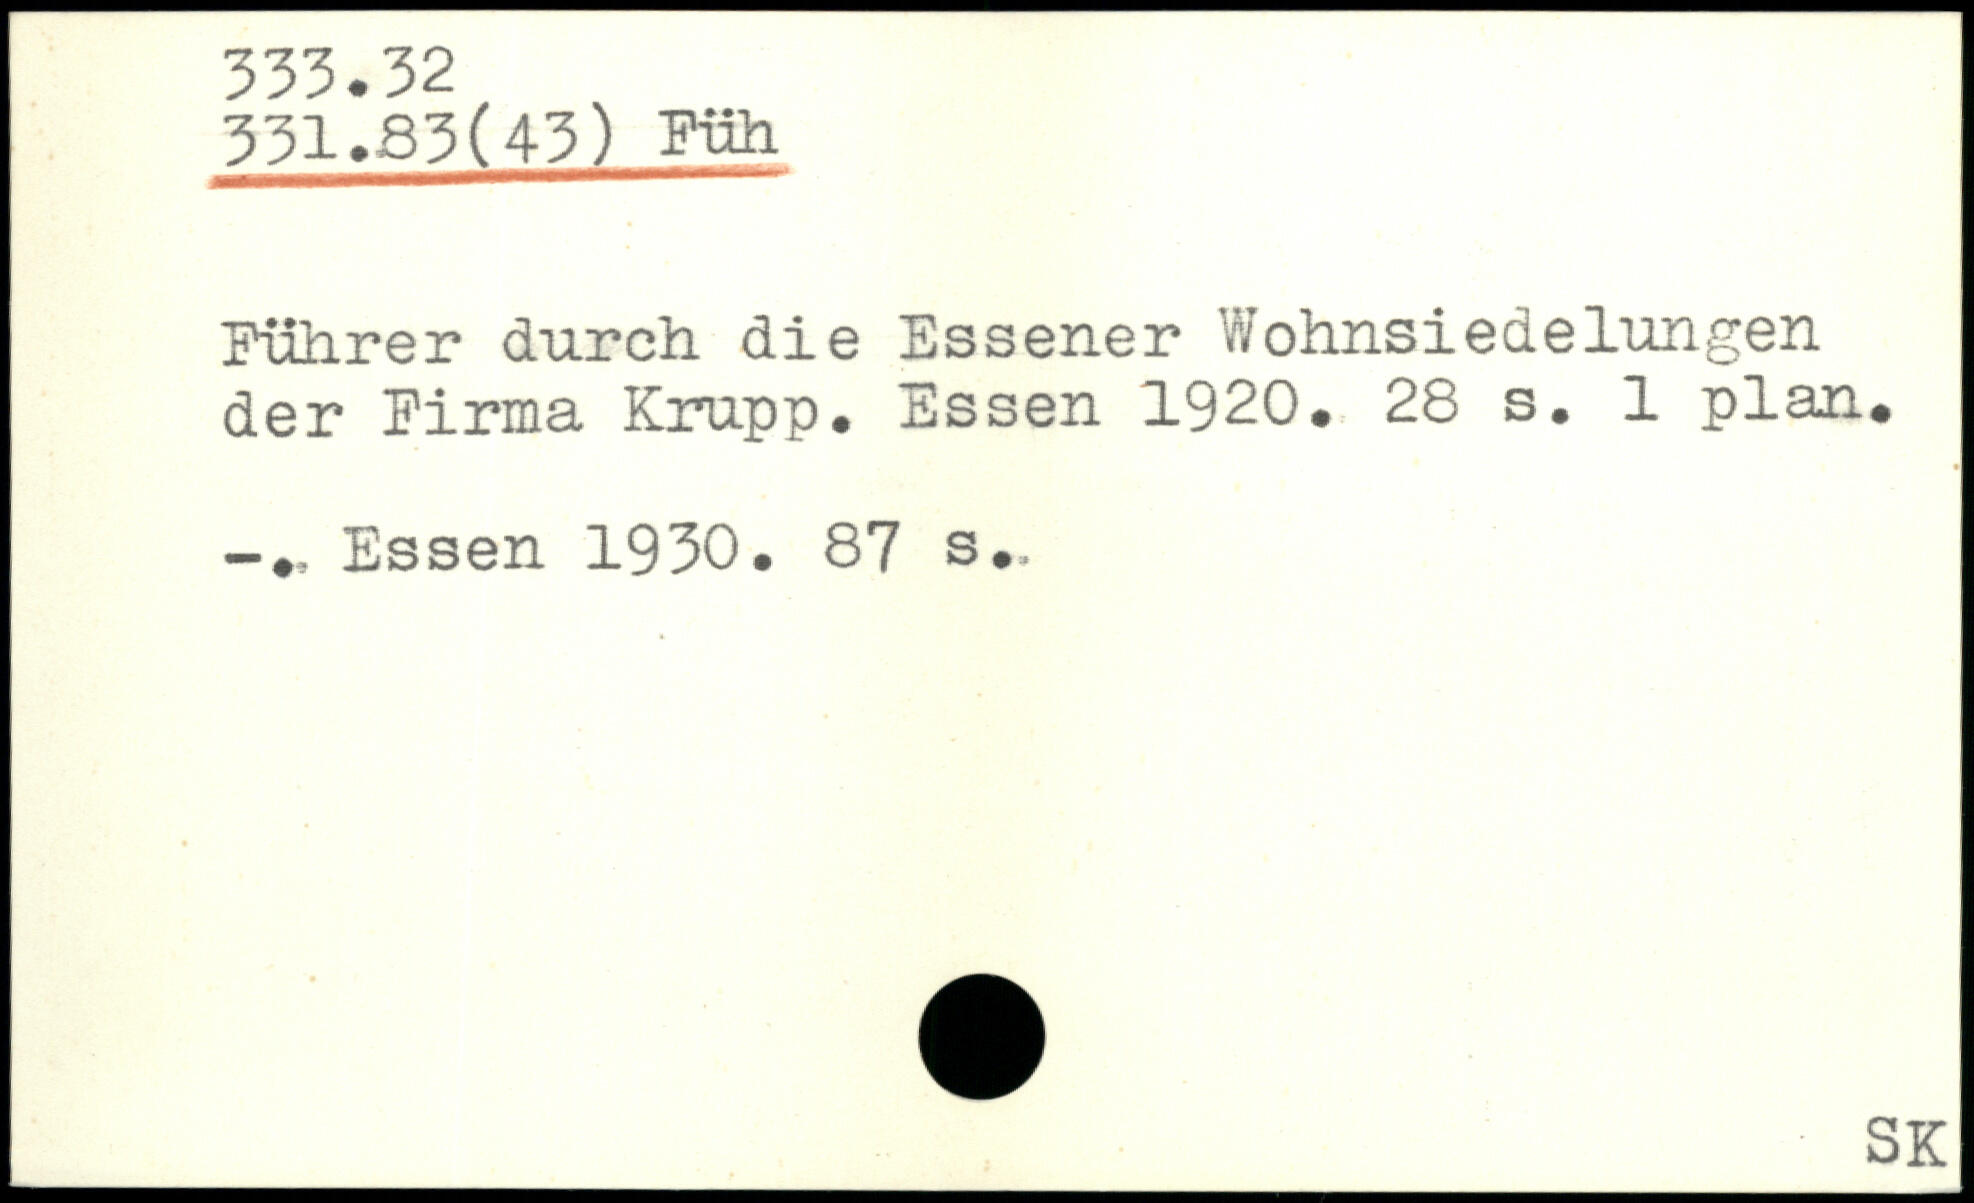 333.32
331.83(43) Füh
Führer durch die Essener Wohnsiedelungen
der Firma Krupp. Essen 1920. 28 s. 1 plan.
-. Essen 1930. 87 s.
SK